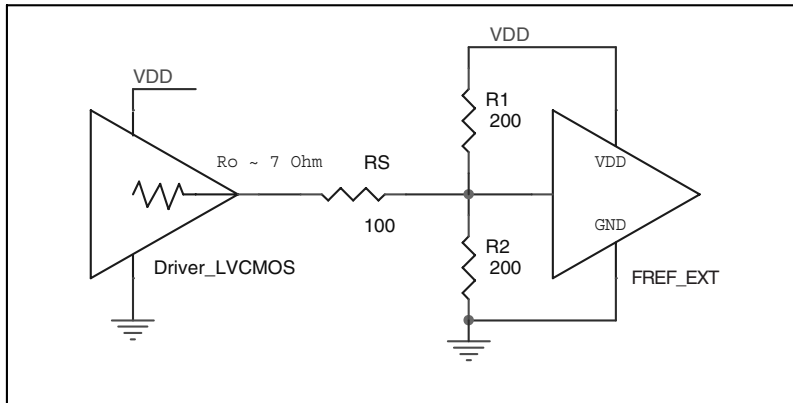 VDD
VDD
R1
200
Ro ~ 7 Ohm
RS
VDD
100
GND
R2
200
Driver_LVCMOS
FREF_EXT